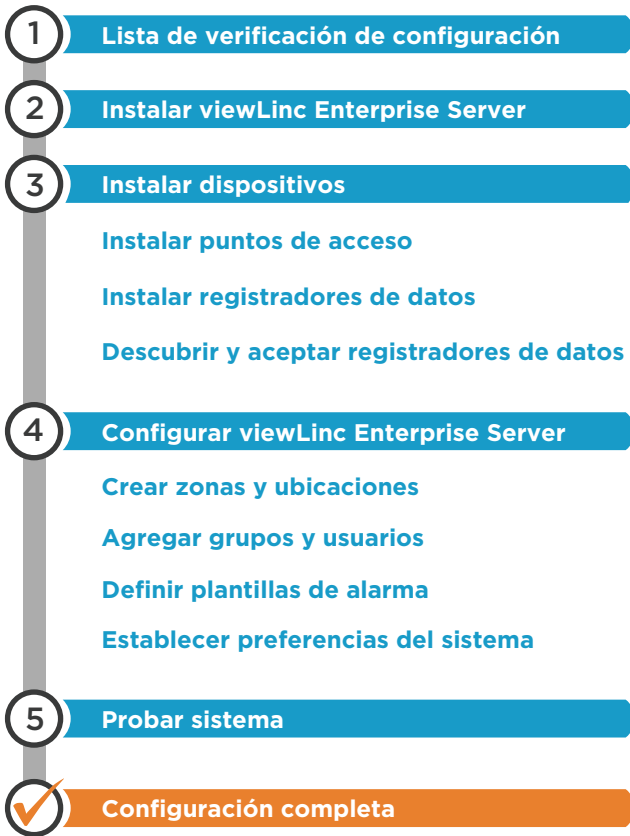 1 Lista de verificación de configuración
2 Instalar viewLinc Enterprise Server
3 Instalar dispositivos
Instalar puntos de acceso
Instalar registradores de datos
Descubrir y aceptar registradores de datos
4 Configurar viewLinc Enterprise Server
Crear zonas y ubicaciones
Agregar grupos y usuarios
Definir plantillas de alarma
Establecer preferencias del sistema
5 Probar sistema
Configuración completa